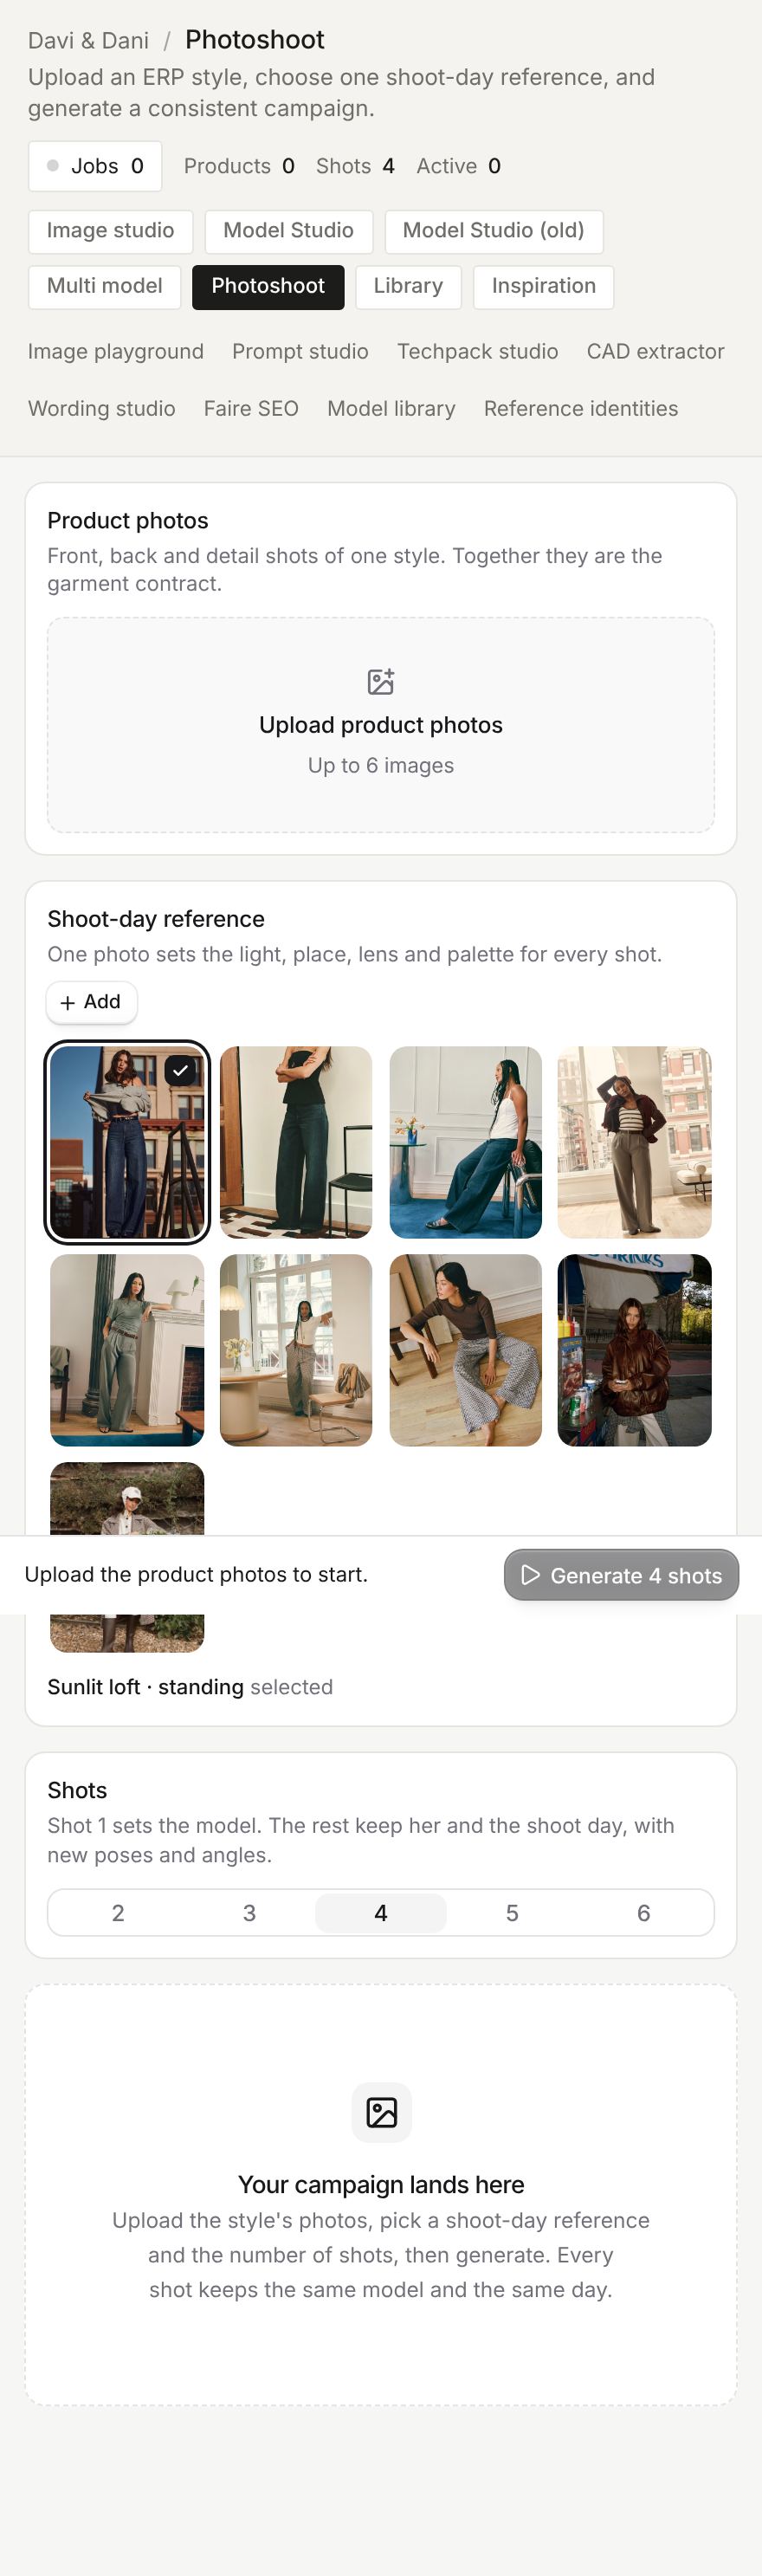 Davi & Dani / Photoshoot
Upload an ERP style, choose one shoot-day reference, and
generate a consistent campaign.
Jobs 0 Products 0 Shots 4 Active 0
Image studio Model Studio Model Studio (old)
Multi model Photoshoot Library Inspiration
Image playground Prompt studio Techpack studio CAD extractor
Wording studio Faire SEO Model library Reference identities
Product photos
Front, back and detail shots of one style. Together they are the
garment contract.
Upload product photos
Up to 6 images
Shoot-day reference
One photo sets the light, place, lens and palette for every shot.
+ Add
Upload the product photos to start.
Generate 4 shots
Sunlit loft · standing selected
Shots
Shot 1 sets the model. The rest keep her and the shoot day, with
new poses and angles.
2 3 4 5 6
Your campaign lands here
Upload the style's photos, pick a shoot-day reference
and the number of shots, then generate. Every
shot keeps the same model and the same day.